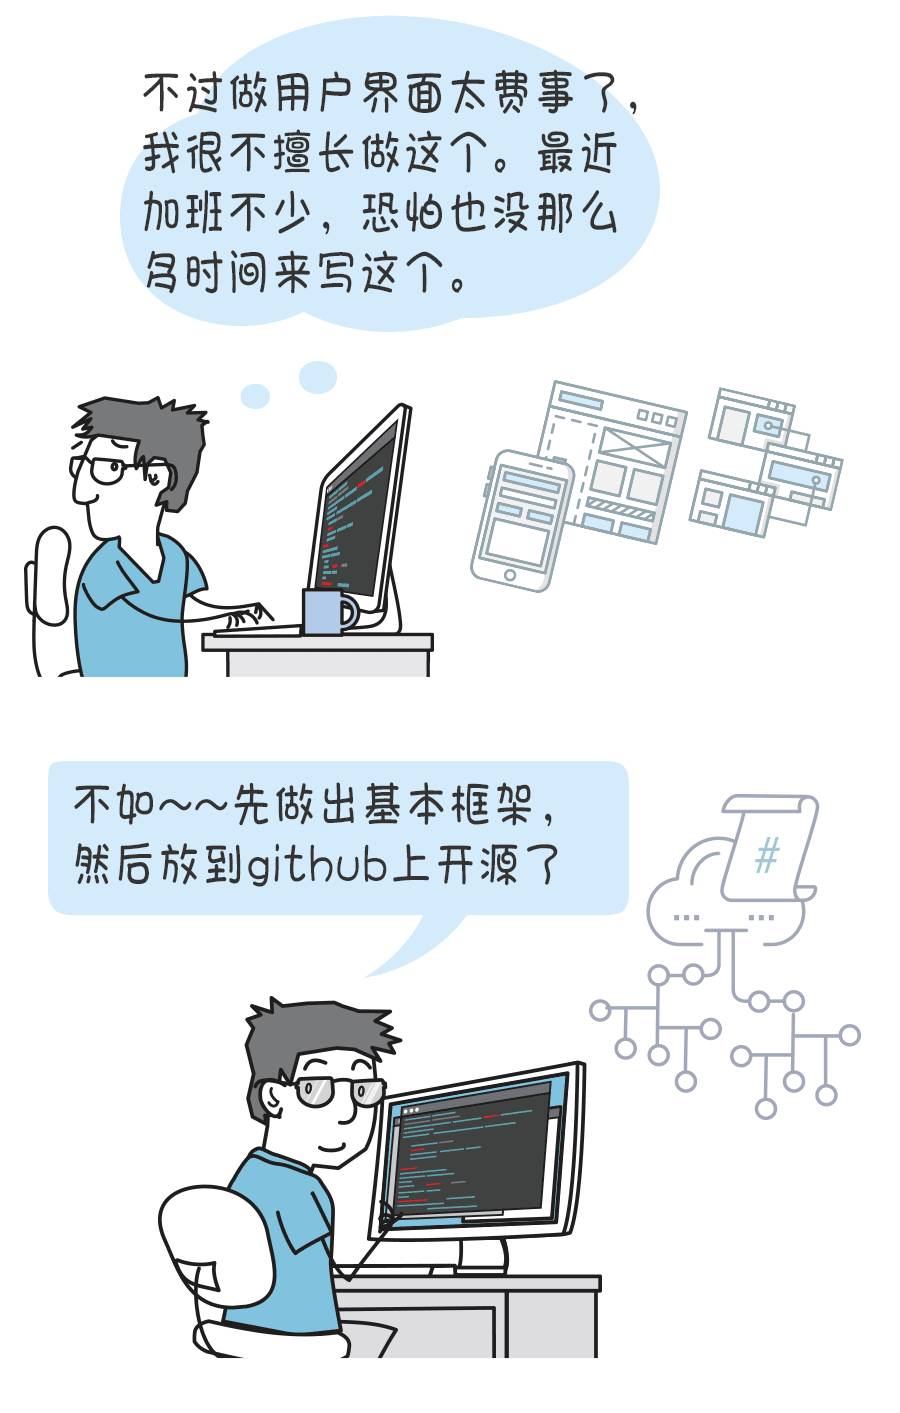 不过做用户界面太费事了，
我很不擅长做这个。最近
加班不少，恐怕也没那么
多时间来写这个。
不如～～先做出基本框架，
然后放到github上开源了
#